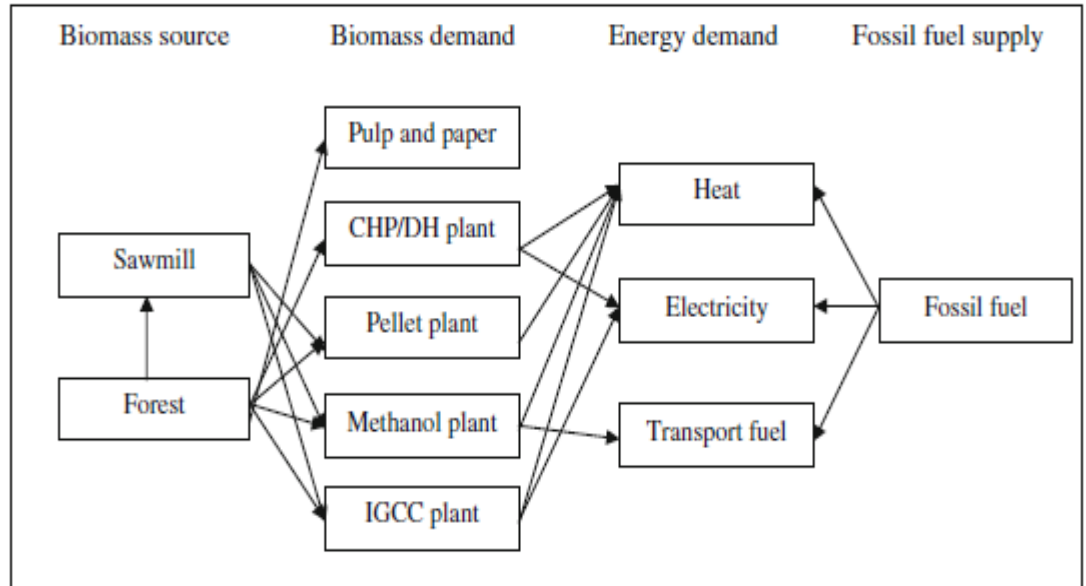 Biomass source
Biomass demand
Energy demand
Fossil fuel supply
Pulp and paper
CHP/DH plant
Pellet plant
Methanol plant
IGCC plant
Sawmill
Forest
Heat
Electricity
Transport fuel
Fossil fuel